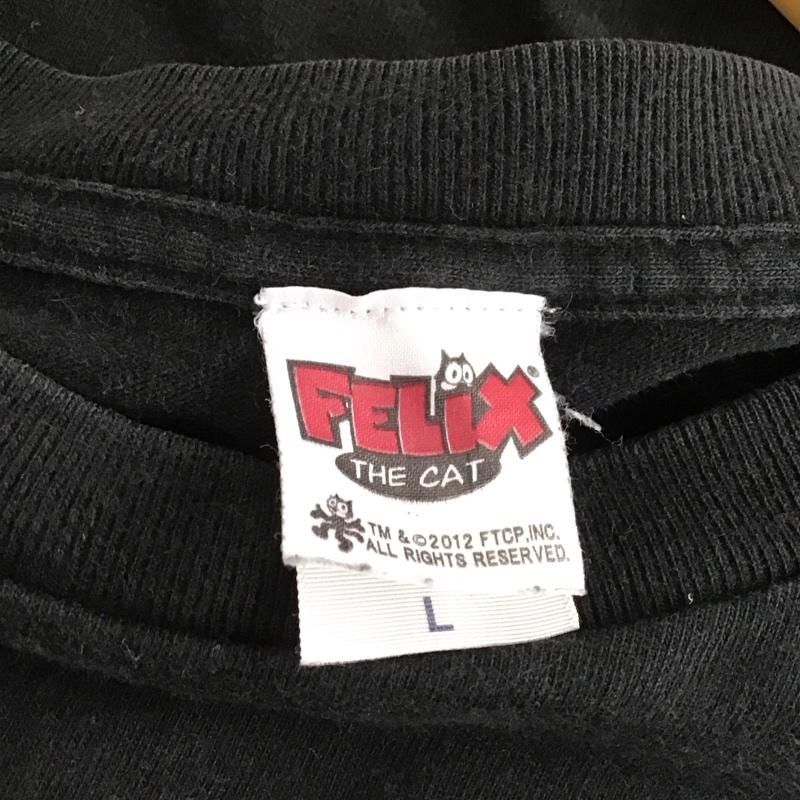 FELIX®
THE CAT
TM & ©2012 FTCP, INC.
ALL RIGHTS RESERVED.
L